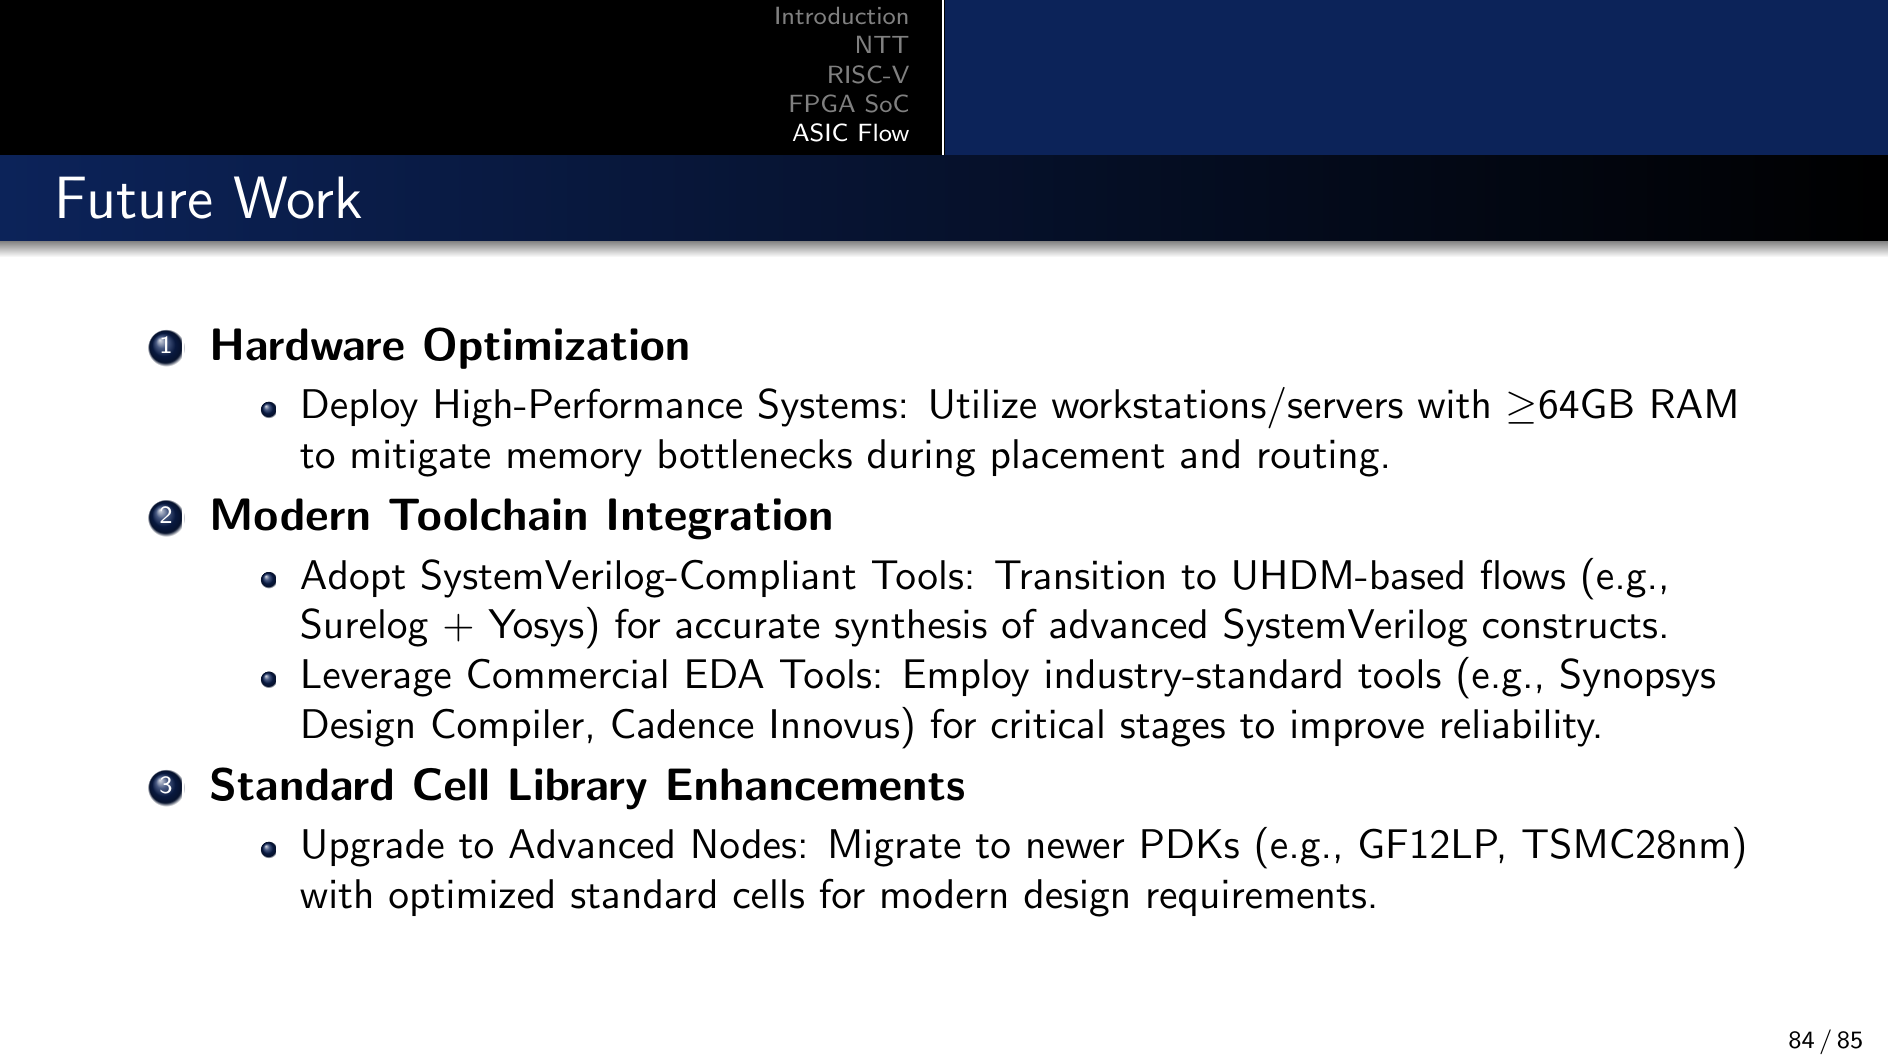 Introduction
NTT
RISC-V
FPGA SoC
ASIC Flow
Future Work
1 Hardware Optimization
Deploy High-Performance Systems: Utilize workstations/servers with ≥64GB RAM
to mitigate memory bottlenecks during placement and routing.
2 Modern Toolchain Integration
Adopt SystemVerilog-Compliant Tools: Transition to UHDM-based flows (e.g.,
Surelog + Yosys) for accurate synthesis of advanced SystemVerilog constructs.
Leverage Commercial EDA Tools: Employ industry-standard tools (e.g., Synopsys
Design Compiler, Cadence Innovus) for critical stages to improve reliability.
3 Standard Cell Library Enhancements
Upgrade to Advanced Nodes: Migrate to newer PDKs (e.g., GF12LP, TSMC28nm)
with optimized standard cells for modern design requirements.
84 / 85